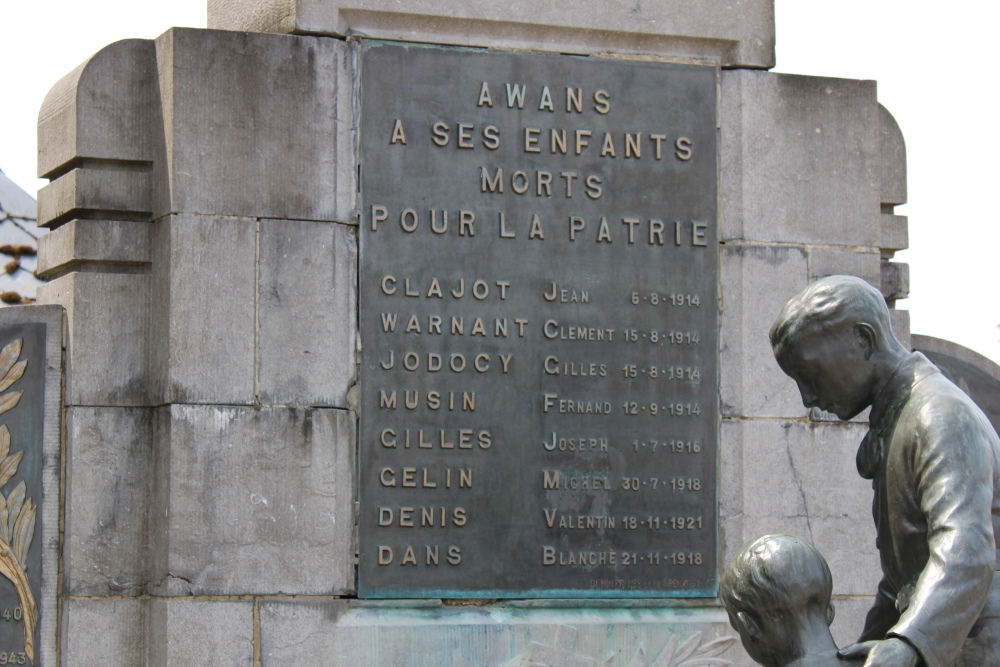 AWANS
A SES ENFANTS
MORTS
POUR LA PATRIE
CLAJOT JEAN 6-8-1914
WARNANT CLEMENT 15-8-1914
JODOCY GILLES 15-8-1914
MUSIN FERNAND 12-9-1914
GILLES JOSEPH 1-7-1916
GELIN MICHEL 30-7-1918
DENIS VALENTIN 18-11-1921
DANS BLANCHE 21-11-1918
40
1943